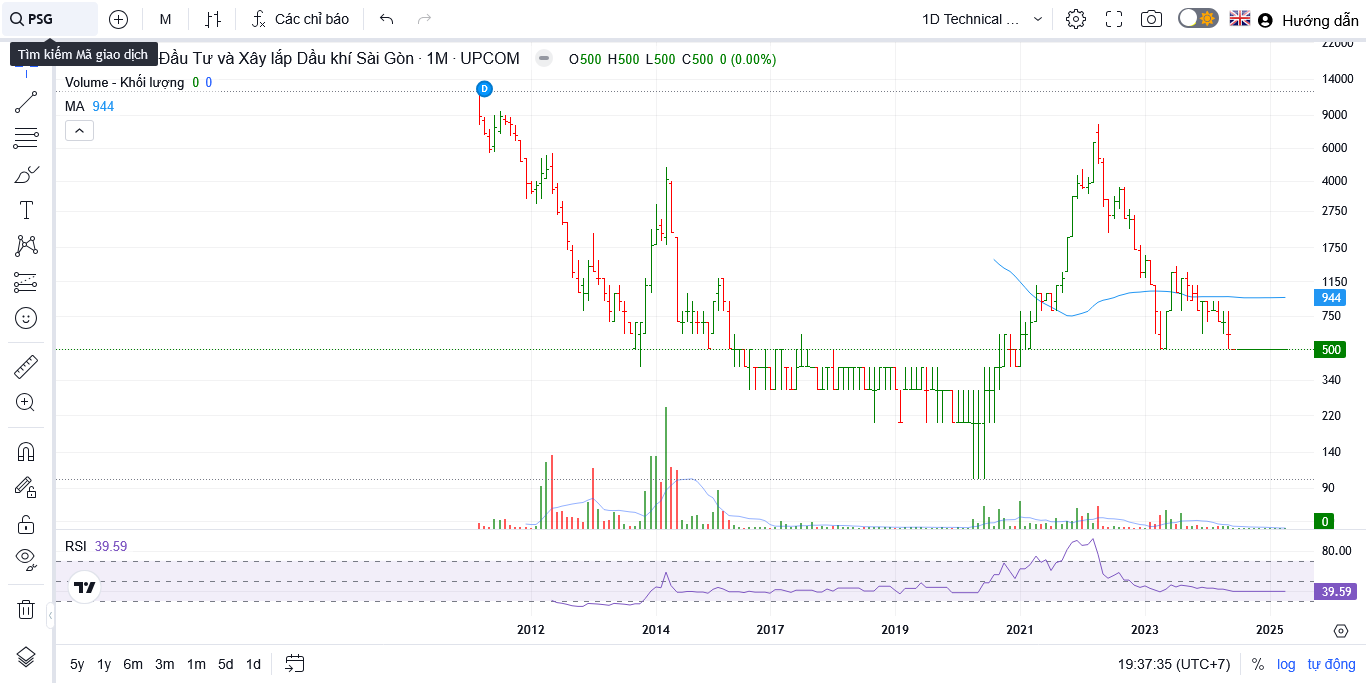 PSG
M
Các chỉ báo
1D Technical ...
Hướng dẫn
Tìm kiếm Mã giao dịch
Đầu Tư và Xây lắp Dầu khí Sài Gòn · 1M · UPCOM
O500 H500 L500 C500 0 (0.00%)
Volume - Khối lượng 0 0
MA 944
D
22000
14000
9000
6000
4000
2750
1750
1150
944
750
500
340
220
140
90
0
RSI 39.59
80.00
39.59
2012 2014 2017 2019 2021 2023 2025
5y 1y 6m 3m 1m 5d 1d
19:37:35 (UTC+7) % log tự động